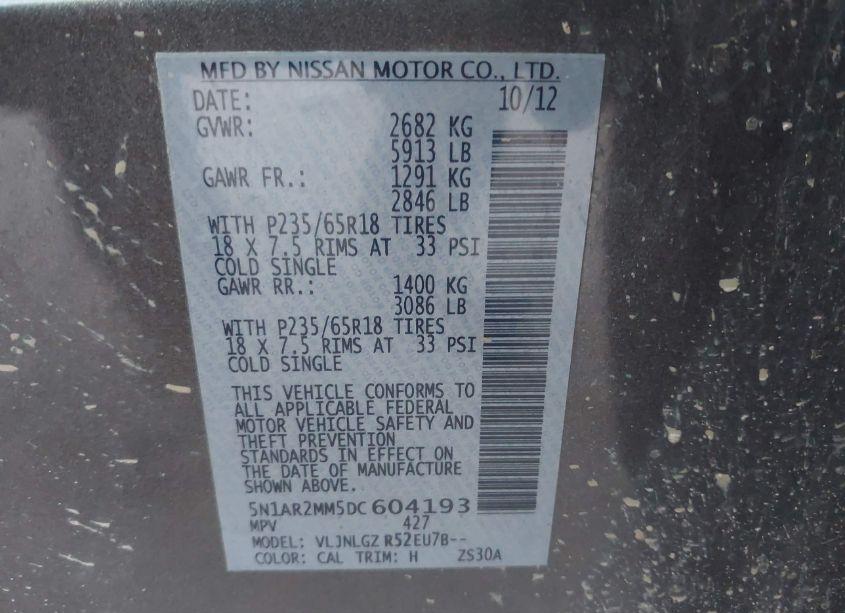 MFD BY NISSAN MOTOR CO., LTD.
DATE: 10/12
GVWR: 2682 KG
5913 LB
GAWR FR.: 1291 KG
2846 LB
WITH P235/65R18 TIRES
18 X 7.5 RIMS AT 33 PSI
COLD SINGLE
GAWR RR.: 1400 KG
3086 LB
WITH P235/65R18 TIRES
18 X 7.5 RIMS AT 33 PSI
COLD SINGLE
THIS VEHICLE CONFORMS TO
ALL APPLICABLE FEDERAL
MOTOR VEHICLE SAFETY AND
THEFT PREVENTION
STANDARDS IN EFFECT ON
THE DATE OF MANUFACTURE
SHOWN ABOVE.
5N1AR2MM5DC604193
MPV 427
MODEL: VLJNLGZ R52EU7B--
COLOR: CAL TRIM: H ZS30A